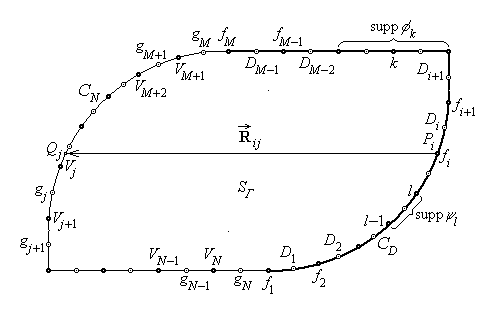 supp ϕ_k
g_M f_M f_{M–1}
g_{M+1}
V_{M+1} D_{M–1} D_{M–2} k D_{i+1}
V_{M+2}
C_N
f_{i+1}
D_i
R⃗_{ij} P_i
Q_j f_i
V_j
S_Γ
g_j l
supp ψ_l
V_{j+1} l–1
g_{j+1} C_D
V_{N–1} V_N D_1 D_2
g_{N–1} g_N f_1 f_2